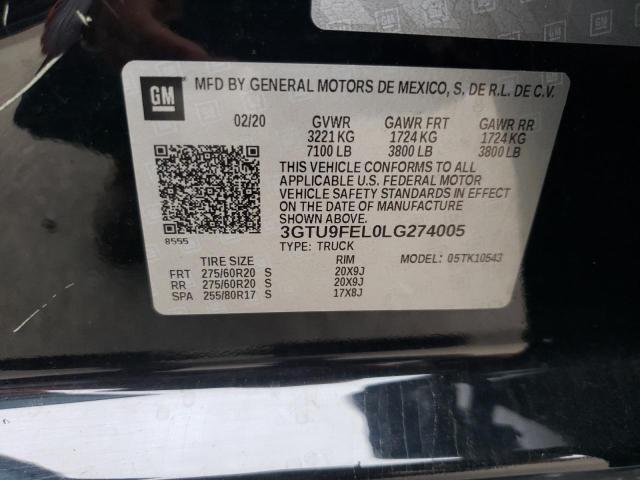 GM
MFD BY GENERAL MOTORS DE MEXICO, S. DE R.L. DE C.V.
02/20 GVWR GAWR FRT GAWR RR
3221 KG 1724 KG 1724 KG
7100 LB 3800 LB 3800 LB
THIS VEHICLE CONFORMS TO ALL
APPLICABLE U.S. FEDERAL MOTOR
VEHICLE SAFETY STANDARDS IN EFFECT
ON THE DATE OF MANUFACTURE
SHOWN ABOVE.
3GTU9FEL0LG274005
8555
TYPE: TRUCK MODEL: 05TK10543
TIRE SIZE RIM
FRT 275/60R20 S 20X9J
RR 275/60R20 S 20X9J
SPA 255/80R17 S 17X8J